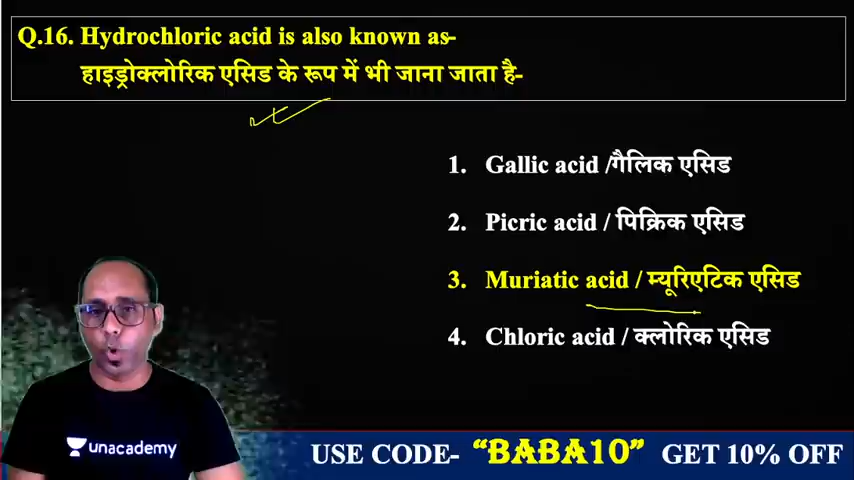 Q.16. Hydrochloric acid is also known as-
हाइड्रोक्लोरिक एसिड के रूप में भी जाना जाता है-
1. Gallic acid /गैलिक एसिड
2. Picric acid / पिक्रिक एसिड
3. Muriatic acid / म्यूरिएटिक एसिड
4. Chloric acid / क्लोरिक एसिड
unacademy
USE CODE- “BABA10” GET 10% OFF